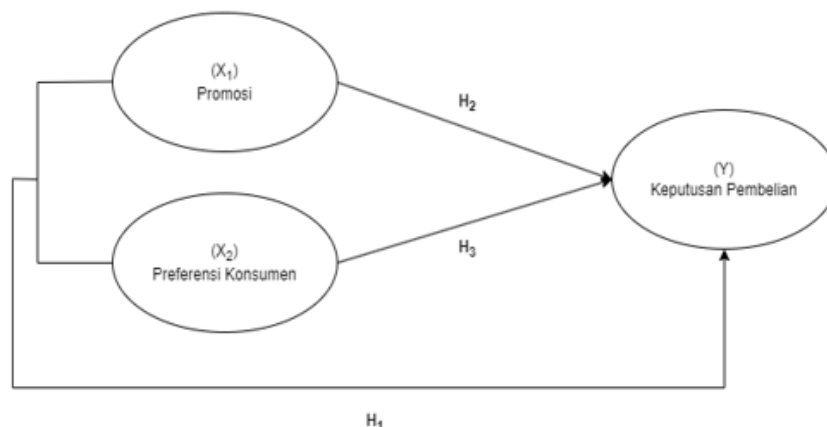 (X₁)
Promosi
H₂
(Y)
Keputusan Pembelian
(X₂)
Preferensi Konsumen
H₃
H₁